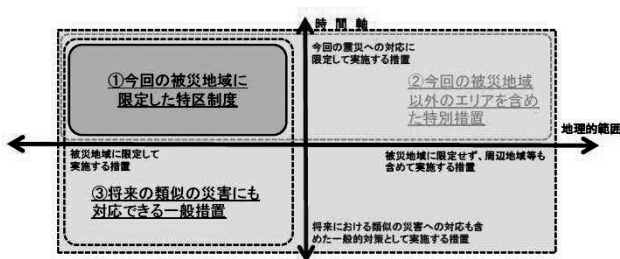 時間軸
今回の震災への対応に
限定して実施する措置
①今回の被災地域に
限定した特区制度
②今回の被災地域
以外のエリアを含め
た特別措置
地理的範囲
被災地域に限定して
実施する措置
被災地域に限定せず、周辺地域等も
含めて実施する措置
③将来の類似の災害にも
対応できる一般措置
将来における類似の災害への対応も含
めた一般的対策として実施する措置